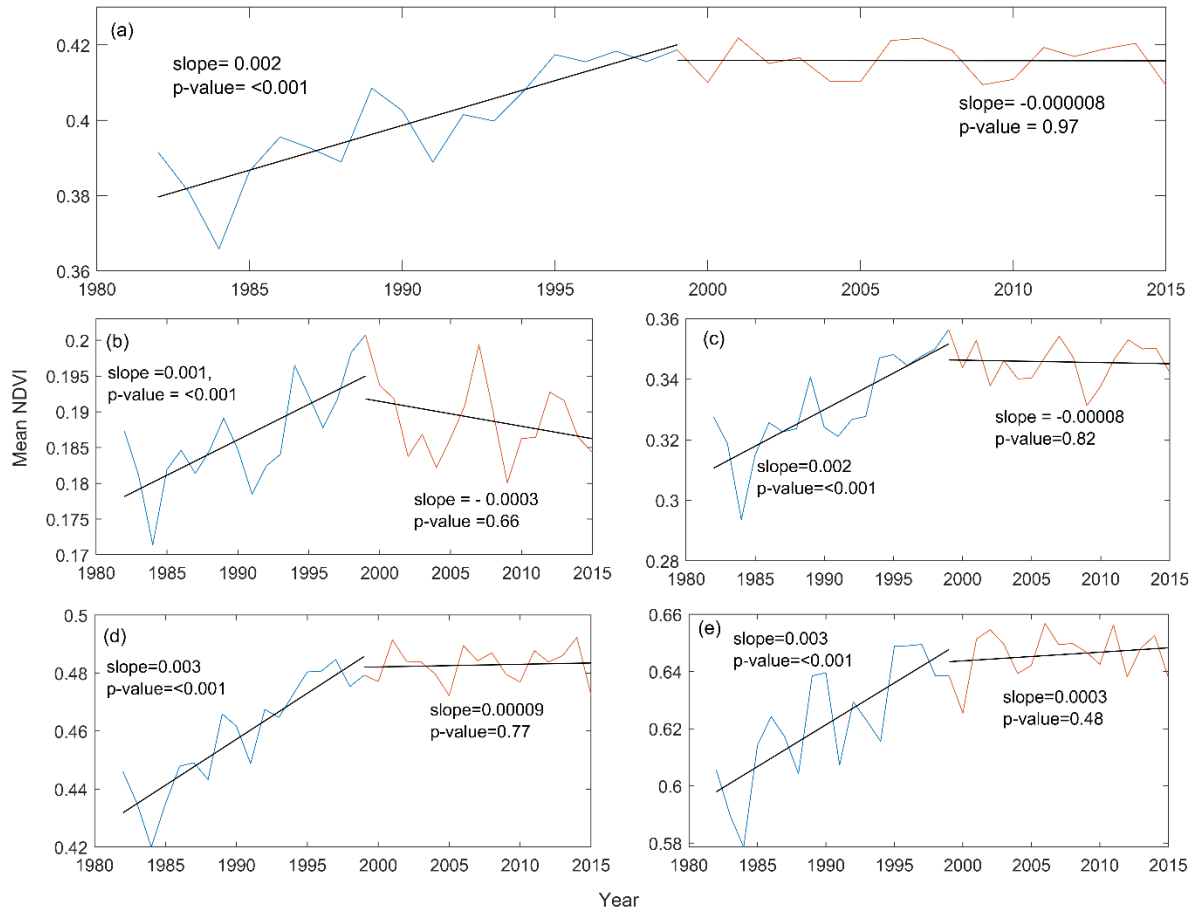 (a)
slope= 0.002
p-value= <0.001
slope= -0.000008
p-value = 0.97
0.42
0.4
0.38
0.36
1980 1985 1990 1995 2000 2005 2010 2015
Mean NDVI
(b)
slope =0.001,
p-value = <0.001
slope = - 0.0003
p-value =0.66
0.2
0.195
0.19
0.185
0.18
0.175
0.17
1980 1985 1990 1995 2000 2005 2010 2015
(c)
slope=0.002
p-value=<0.001
slope = -0.00008
p-value=0.82
0.36
0.34
0.32
0.3
0.28
1980 1985 1990 1995 2000 2005 2010 2015
(d)
slope=0.003
p-value=<0.001
slope=0.00009
p-value=0.77
0.5
0.48
0.46
0.44
0.42
1980 1985 1990 1995 2000 2005 2010 2015
(e)
slope=0.003
p-value=<0.001
slope=0.0003
p-value=0.48
0.66
0.64
0.62
0.6
0.58
1980 1985 1990 1995 2000 2005 2010 2015
Year